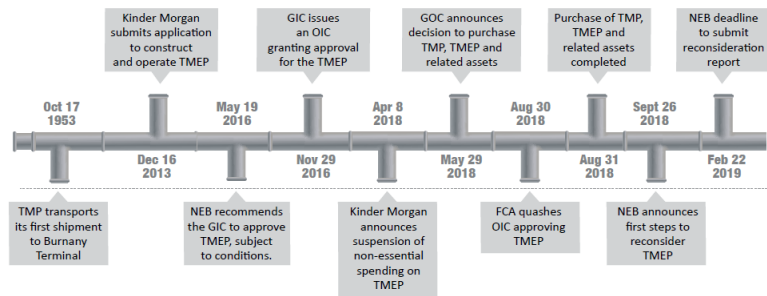 Kinder Morgan
submits application
to construct
and operate TMEP
GIC issues
an OIC
granting approval
for the TMEP
GOC announces
decision to purchase
TMP, TMEP and
related assets
Purchase of TMP,
TMEP and
related assets
completed
NEB deadline
to submit
reconsideration
report
Oct 17
1953
May 19
2016
Apr 8
2018
Aug 30
2018
Sept 26
2018
Dec 16
2013
Nov 29
2016
May 29
2018
Aug 31
2018
Feb 22
2019
TMP transports
its first shipment
to Burnany
Terminal
NEB recommends
the GIC to approve
TMEP, subject
to conditions.
Kinder Morgan
announces
suspension of
non-essential
spending on
TMEP
FCA quashes
OIC approving
TMEP
NEB announces
first steps to
reconsider
TMEP